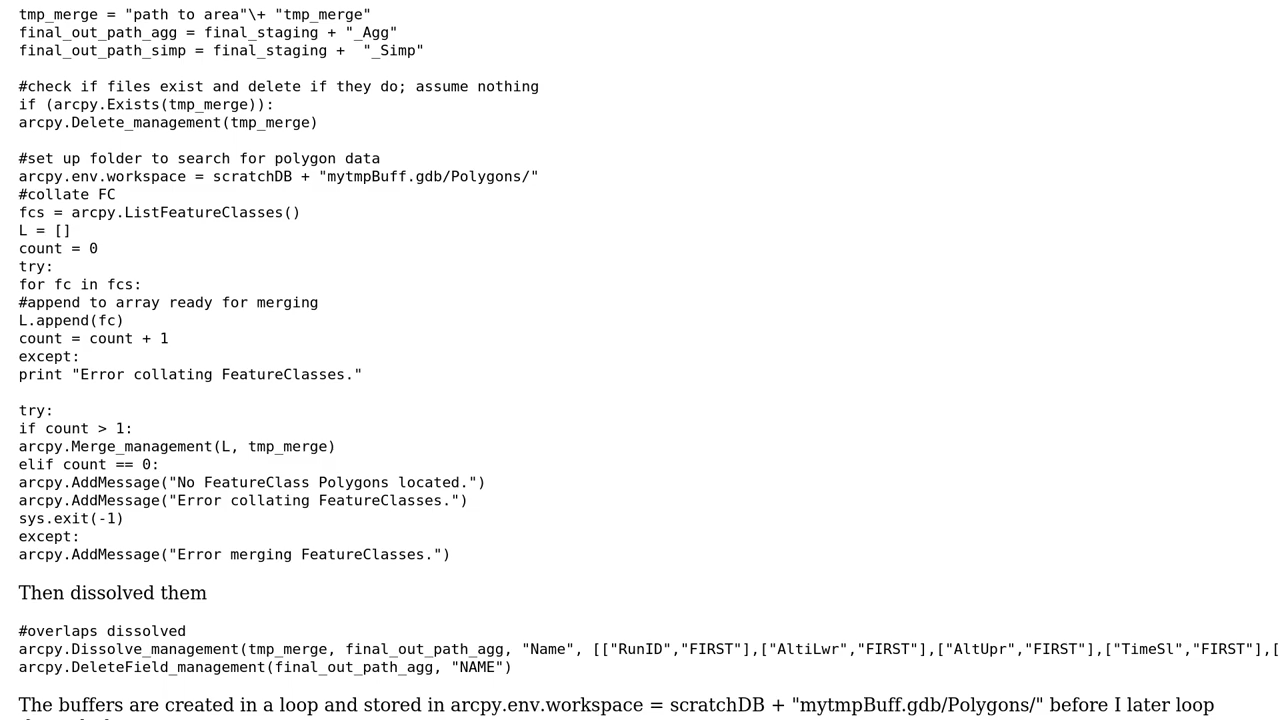 tmp_merge = "path to area"\+ "tmp_merge"
final_out_path_agg = final_staging + "_Agg"
final_out_path_simp = final_staging +  "_Simp"

#check if files exist and delete if they do; assume nothing
if (arcpy.Exists(tmp_merge)):
arcpy.Delete_management(tmp_merge)

#set up folder to search for polygon data
arcpy.env.workspace = scratchDB + "mytmpBuff.gdb/Polygons/"
#collate FC
fcs = arcpy.ListFeatureClasses()
L = []
count = 0
try:
for fc in fcs:
#append to array ready for merging
L.append(fc)
count = count + 1
except:
print "Error collating FeatureClasses."

try:
if count > 1:
arcpy.Merge_management(L, tmp_merge)
elif count == 0:
arcpy.AddMessage("No FeatureClass Polygons located.")
arcpy.AddMessage("Error collating FeatureClasses.")
sys.exit(-1)
except:
arcpy.AddMessage("Error merging FeatureClasses.")

Then dissolved them

#overlaps dissolved
arcpy.Dissolve_management(tmp_merge, final_out_path_agg, "Name", [["RunID","FIRST"],["AltiLwr","FIRST"],["AltUpr","FIRST"],["TimeSl","FIRST"],[
arcpy.DeleteField_management(final_out_path_agg, "NAME")

The buffers are created in a loop and stored in arcpy.env.workspace = scratchDB + "mytmpBuff.gdb/Polygons/" before I later loop